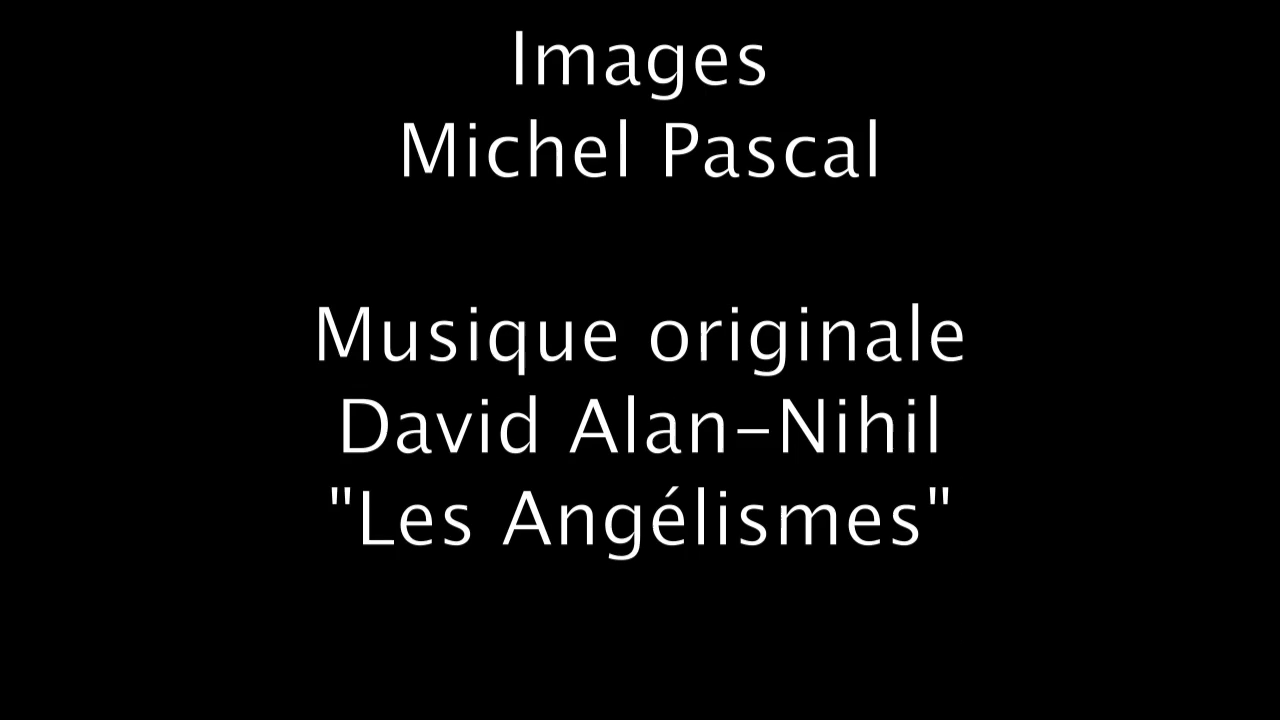 Images
Michel Pascal
Musique originale
David Alan-Nihil
"Les Angélismes"